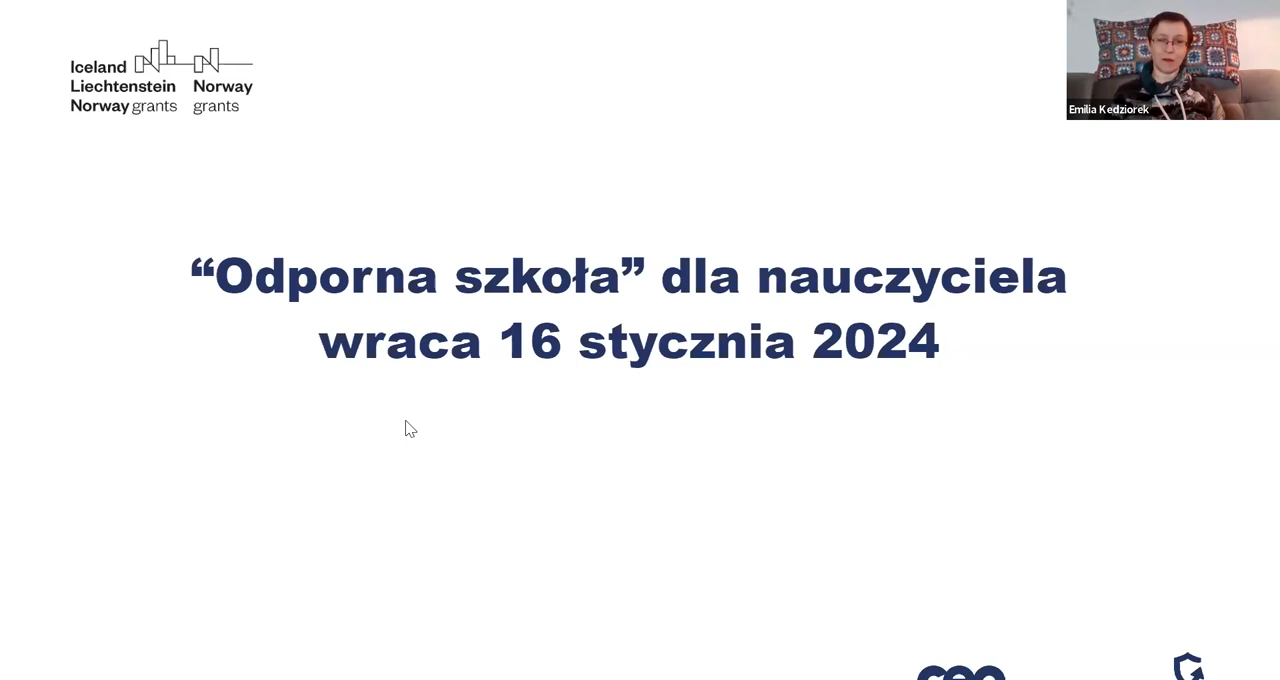 Iceland
Liechtenstein
Norway grants
Norway
grants
Emilia Kedziorek
“Odporna szkoła” dla nauczyciela
wraca 16 stycznia 2024